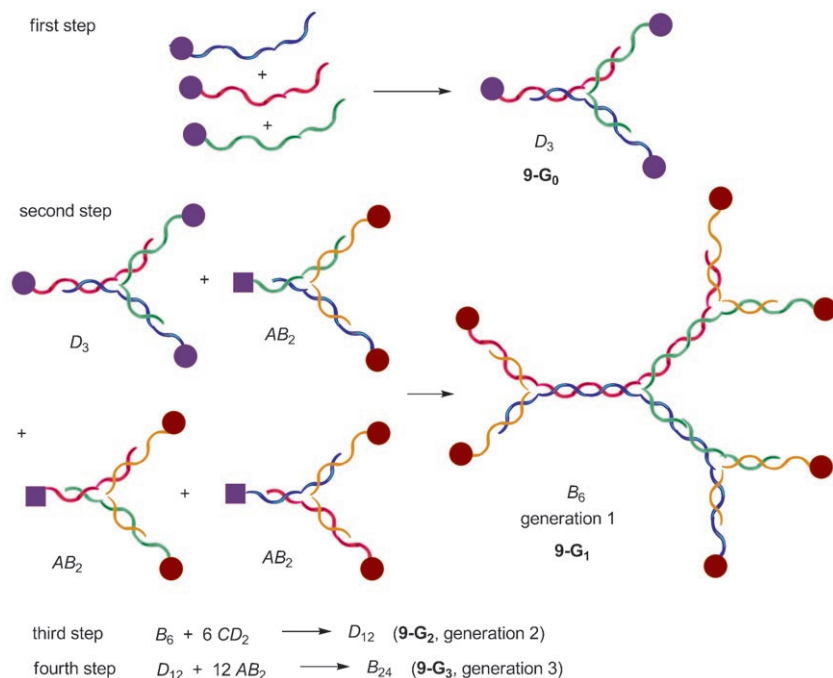 first step
+
+
D3
9-G0
second step
+
D3
AB2
+
+
AB2
AB2
B6
generation 1
9-G1
third step B6 + 6 CD2 D12 (9-G2, generation 2)
fourth step D12 + 12 AB2 B24 (9-G3, generation 3)